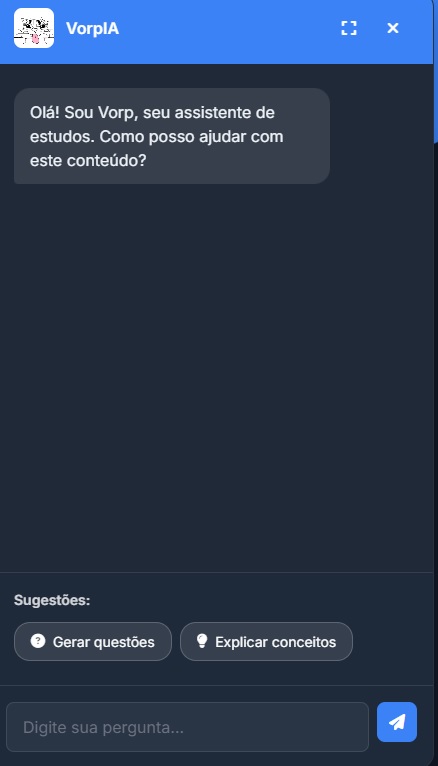 VorpIA
Olá! Sou Vorp, seu assistente de
estudos. Como posso ajudar com
este conteúdo?
Sugestões:
Gerar questões
Explicar conceitos
Digite sua pergunta...